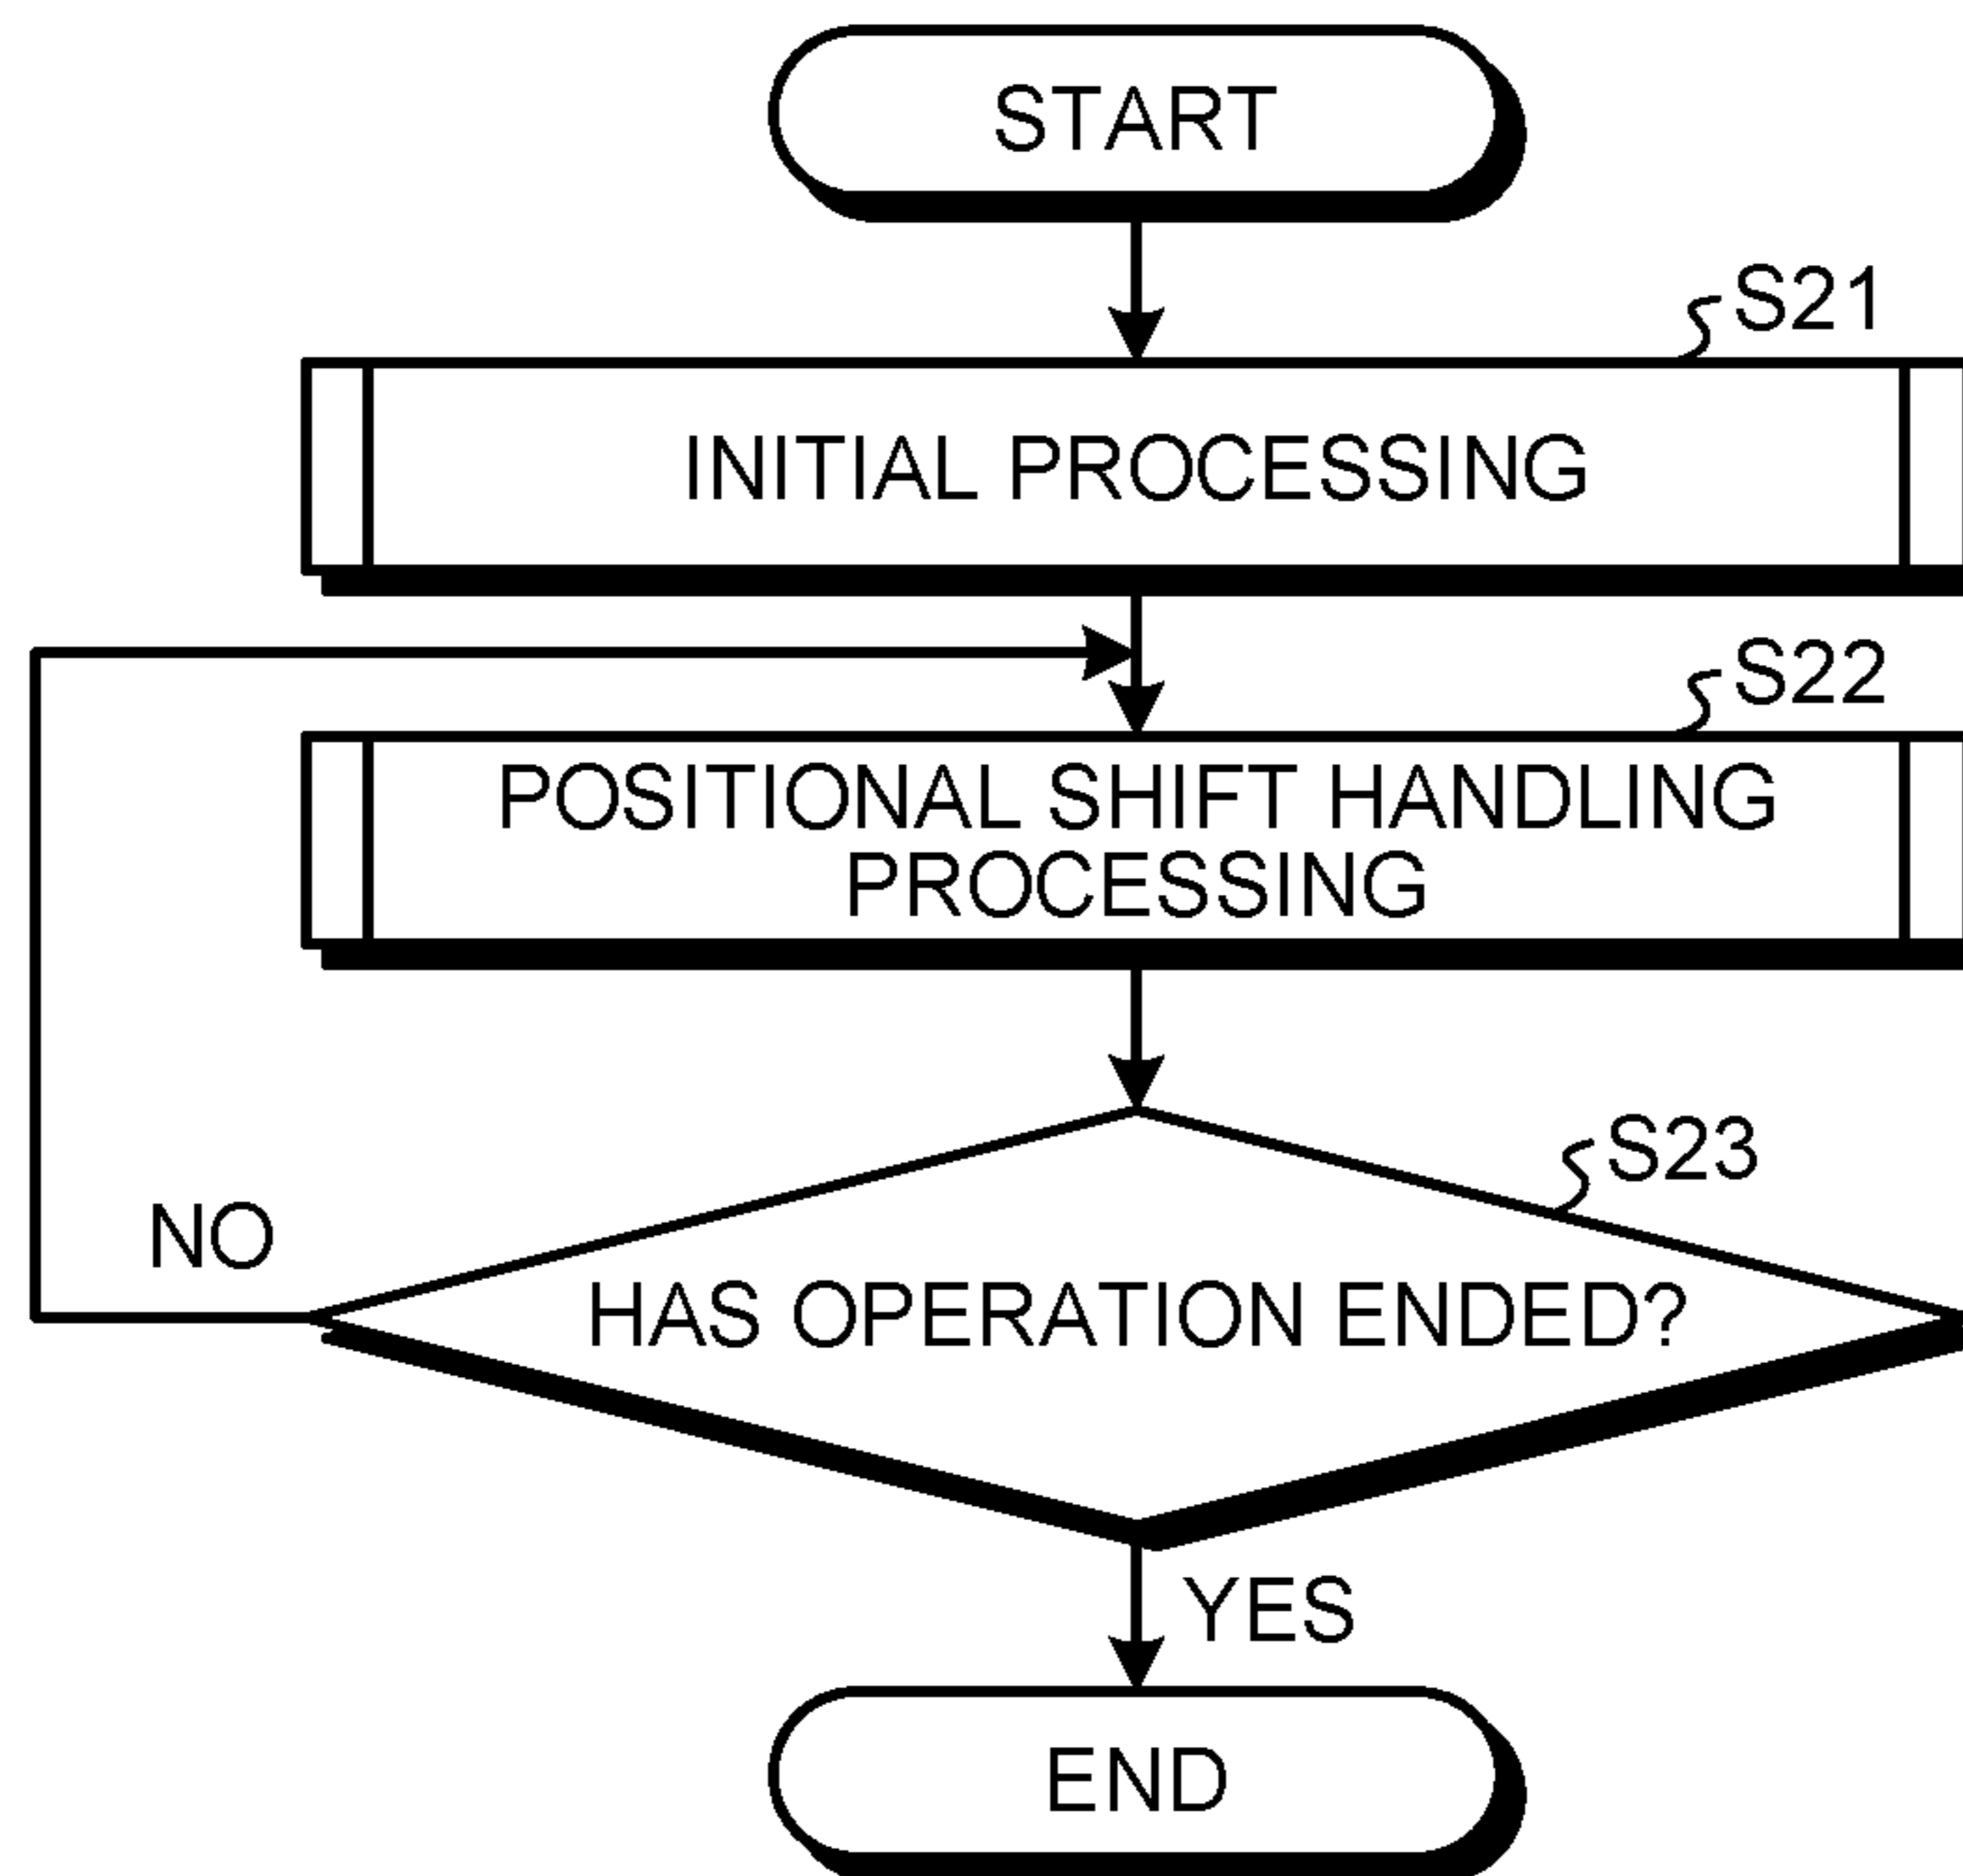 START
S21
INITIAL PROCESSING
S22
POSITIONAL SHIFT HANDLING
PROCESSING
S23
NO
HAS OPERATION ENDED?
YES
END